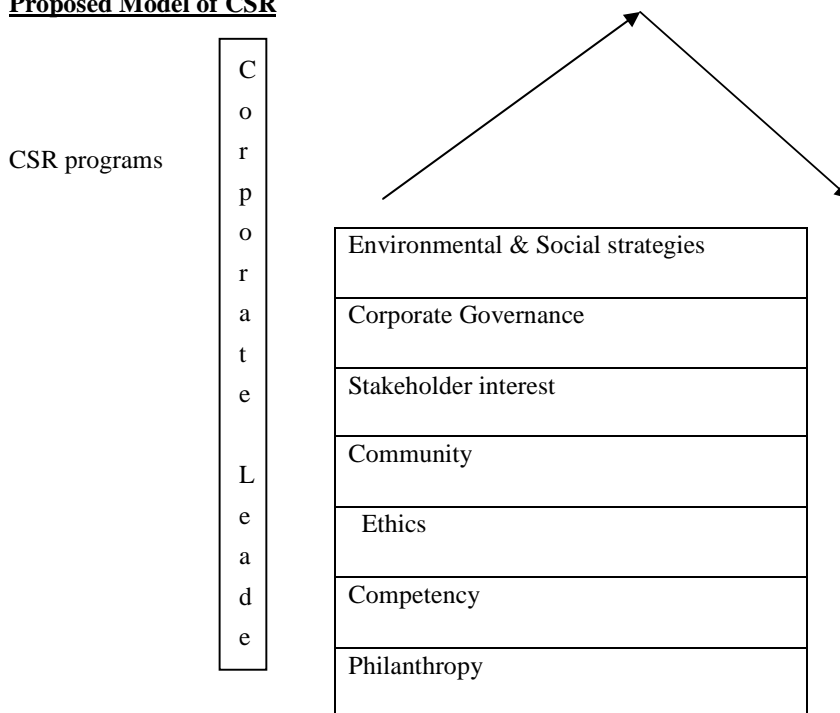 Proposed Model of CSR
CSR programs
C
o
r
p
o
r
a
t
e
L
e
a
d
e
Environmental & Social strategies
Corporate Governance
Stakeholder interest
Community
Ethics
Competency
Philanthropy